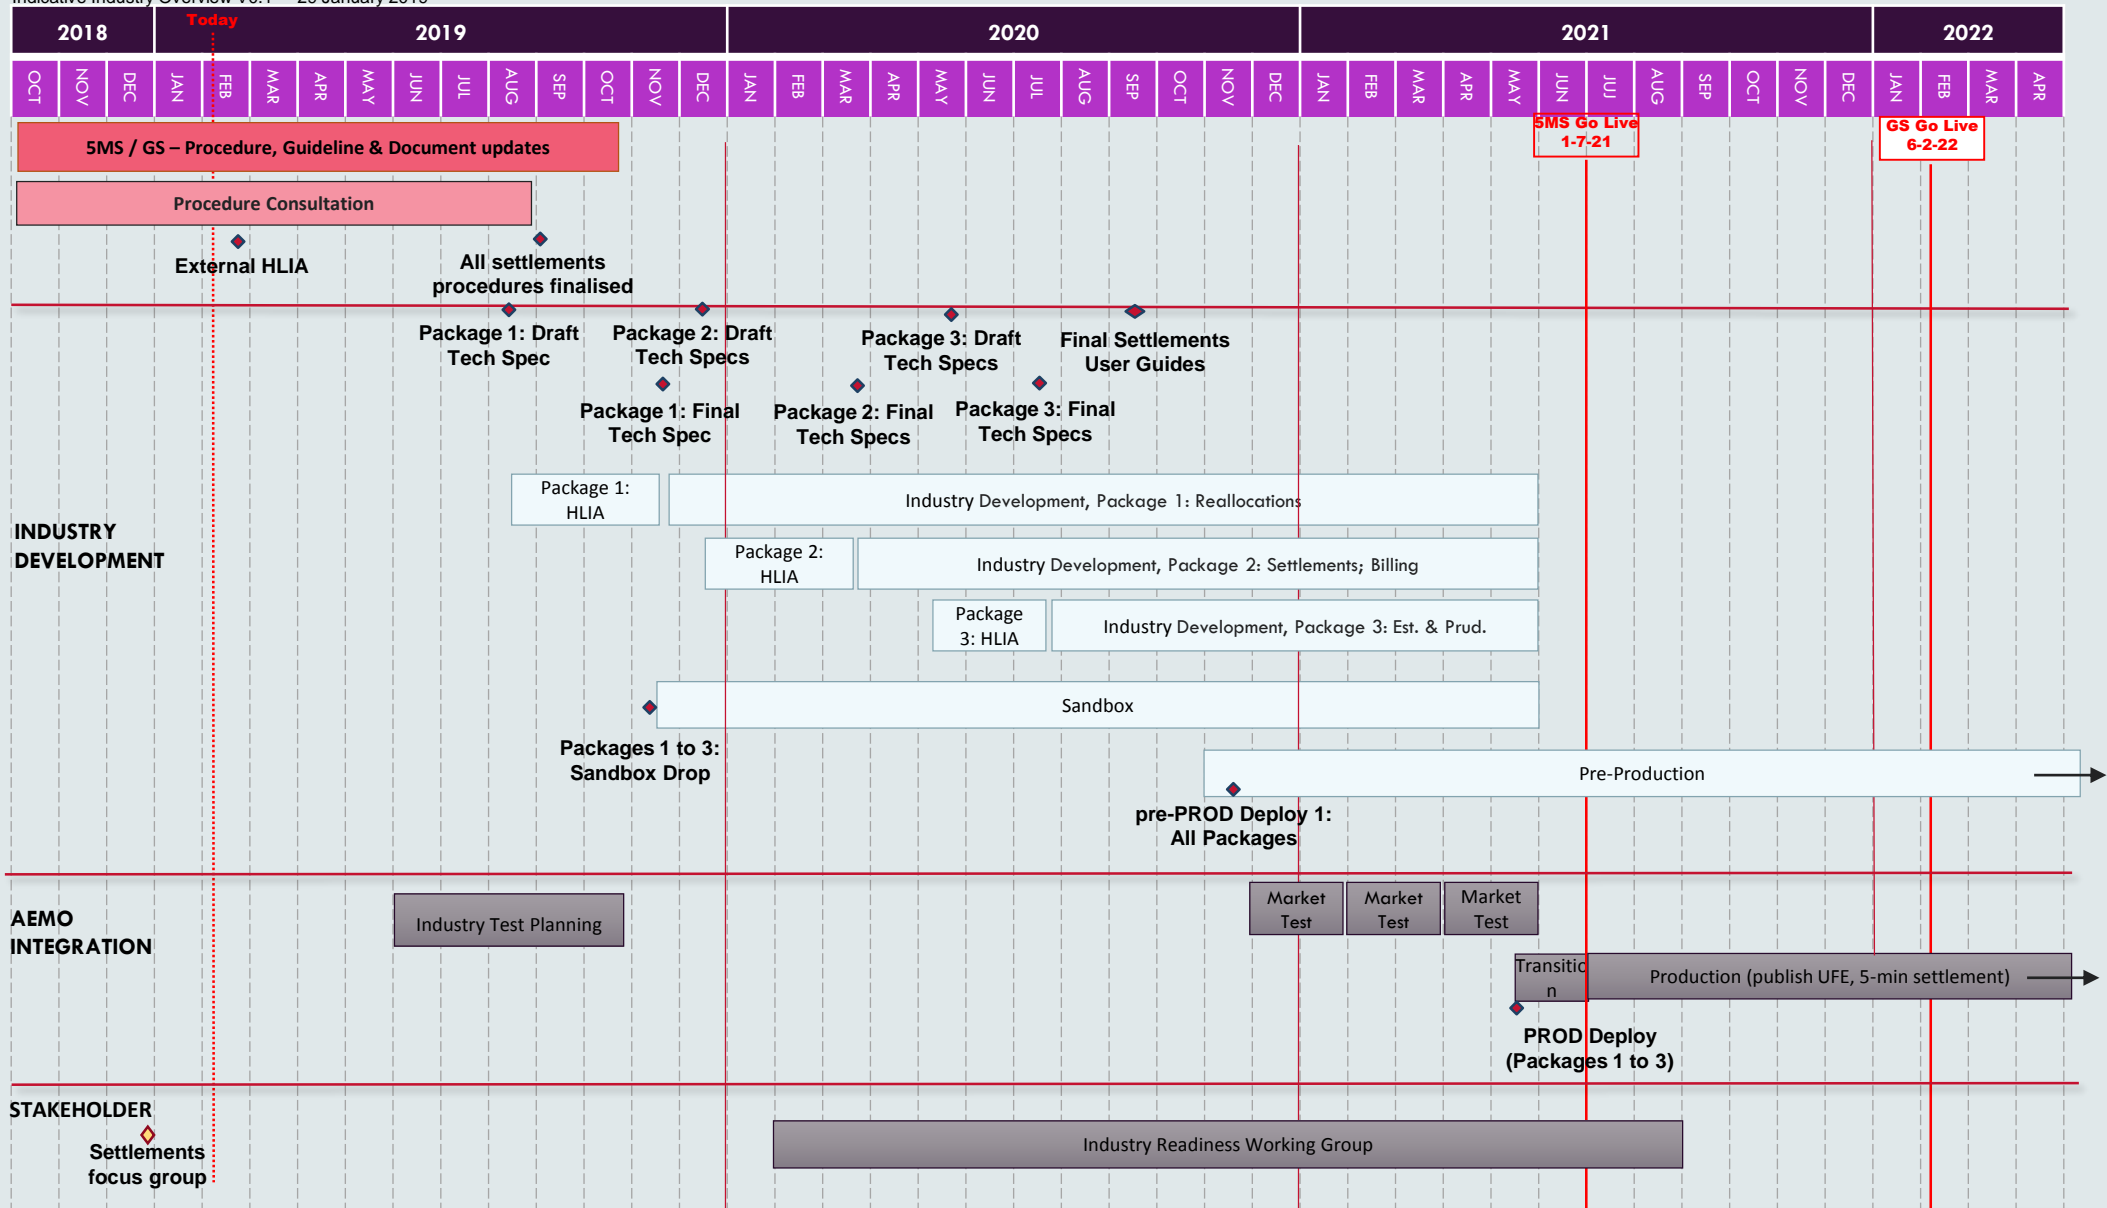 Indicative Industry Overview V0.1
Today
2018 2019 2020 2021 2022
OCT NOV DEC JAN FEB MAR APR MAY JUN JUL AUG SEP OCT NOV DEC JAN FEB MAR APR MAY JUN JUL AUG SEP OCT NOV DEC JAN FEB MAR APR MAY JUN JUJ AUG SEP OCT NOV DEC JAN FEB MAR APR
5MS Go Live
1-7-21
GS Go Live
6-2-22
5MS / GS – Procedure, Guideline & Document updates
Procedure Consultation
External HLIA
All settlements
procedures finalised
Package 1: Draft
Tech Spec
Package 2: Draft
Tech Specs
Package 3: Draft
Tech Specs
Final Settlements
User Guides
Package 1: Final
Tech Spec
Package 2: Final
Tech Specs
Package 3: Final
Tech Specs
INDUSTRY
DEVELOPMENT
Package 1:
HLIA
Industry Development, Package 1: Reallocations
Package 2:
HLIA
Industry Development, Package 2: Settlements; Billing
Package
3: HLIA
Industry Development, Package 3: Est. & Prud.
Sandbox
Packages 1 to 3:
Sandbox Drop
Pre-Production
pre-PROD Deploy 1:
All Packages
AEMO
INTEGRATION
Industry Test Planning
Market
Test
Market
Test
Market
Test
Transitio
n
Production (publish UFE, 5-min settlement)
PROD Deploy
(Packages 1 to 3)
STAKEHOLDER
Settlements
focus group
Industry Readiness Working Group